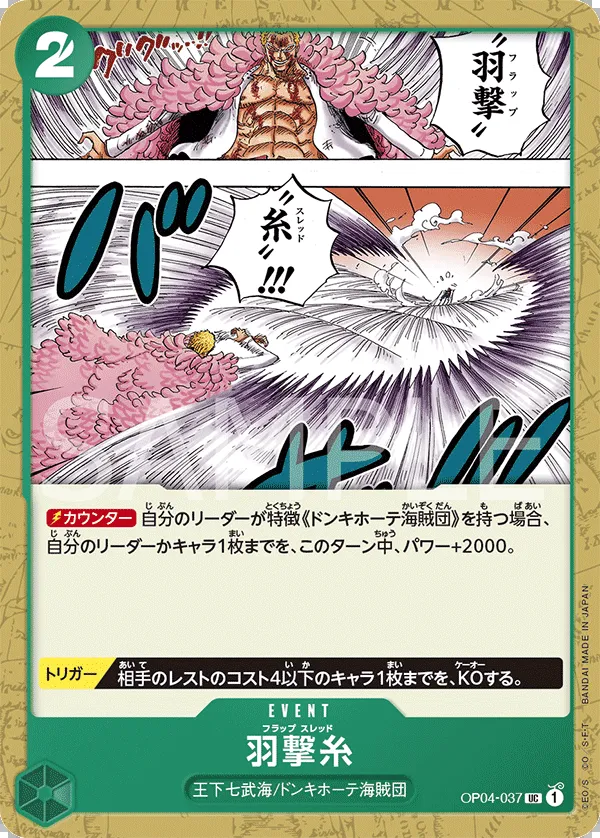 2
グイグイッ…!!
〝羽撃
フラップ
〝糸〟!!!
スレッド
SAMPLE
カウンター 自分のリーダーが特徴《ドンキホーテ海賊団》を持つ場合、
自分のリーダーかキャラ1枚までを、このターン中、パワー+2000。
トリガー 相手のレストのコスト4以下のキャラ1枚までを、KOする。
EVENT
フラップ スレッド
羽撃糸
王下七武海/ドンキホーテ海賊団
OP04-037 UC 1
©E.O/S ©O・S・F・T BANDAI MADE IN JAPAN